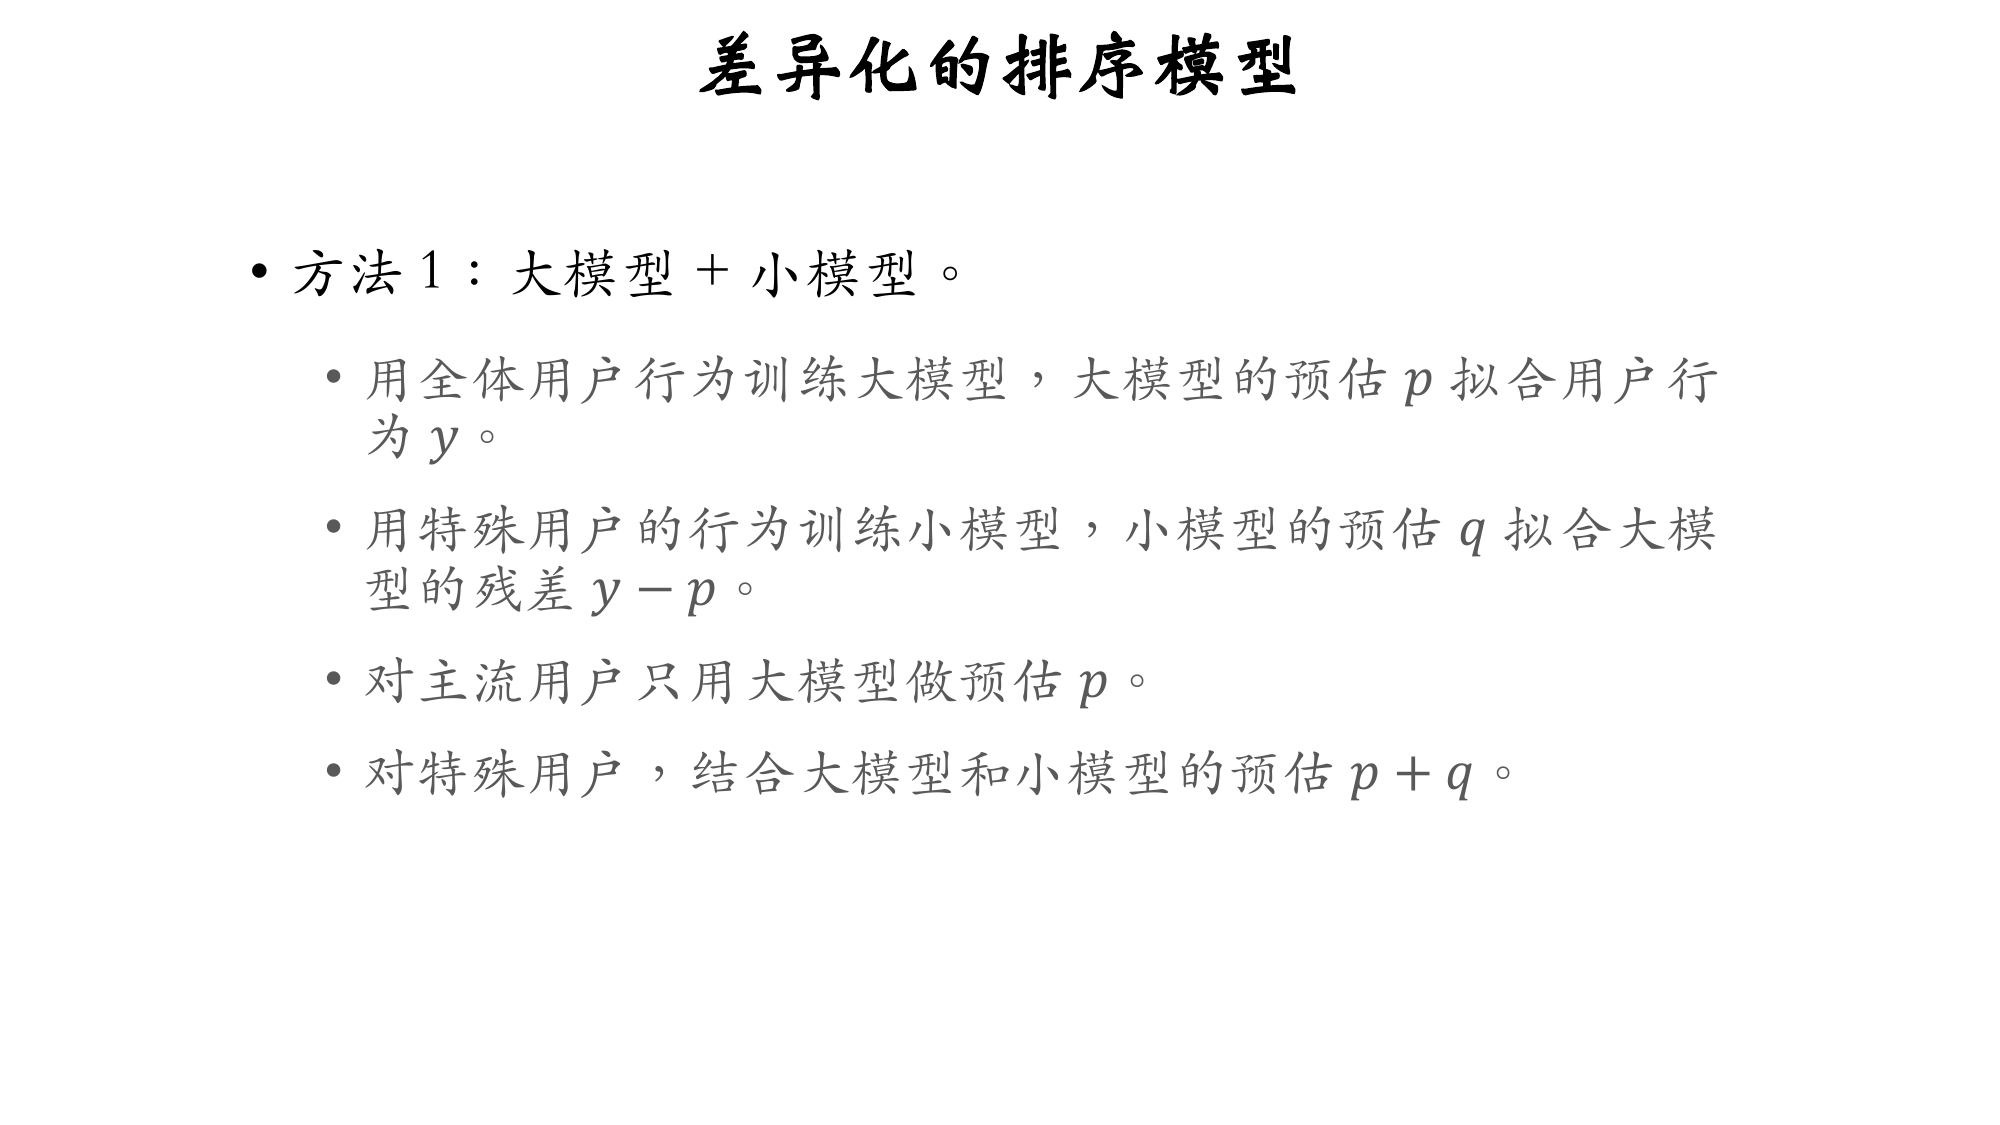 差异化的排序模型
• 方法 1：大模型 + 小模型。
• 用全体用户行为训练大模型，大模型的预估 p 拟合用户行
为 y。
• 用特殊用户的行为训练小模型，小模型的预估 q 拟合大模
型的残差 y − p。
• 对主流用户只用大模型做预估 p。
• 对特殊用户，结合大模型和小模型的预估 p + q。